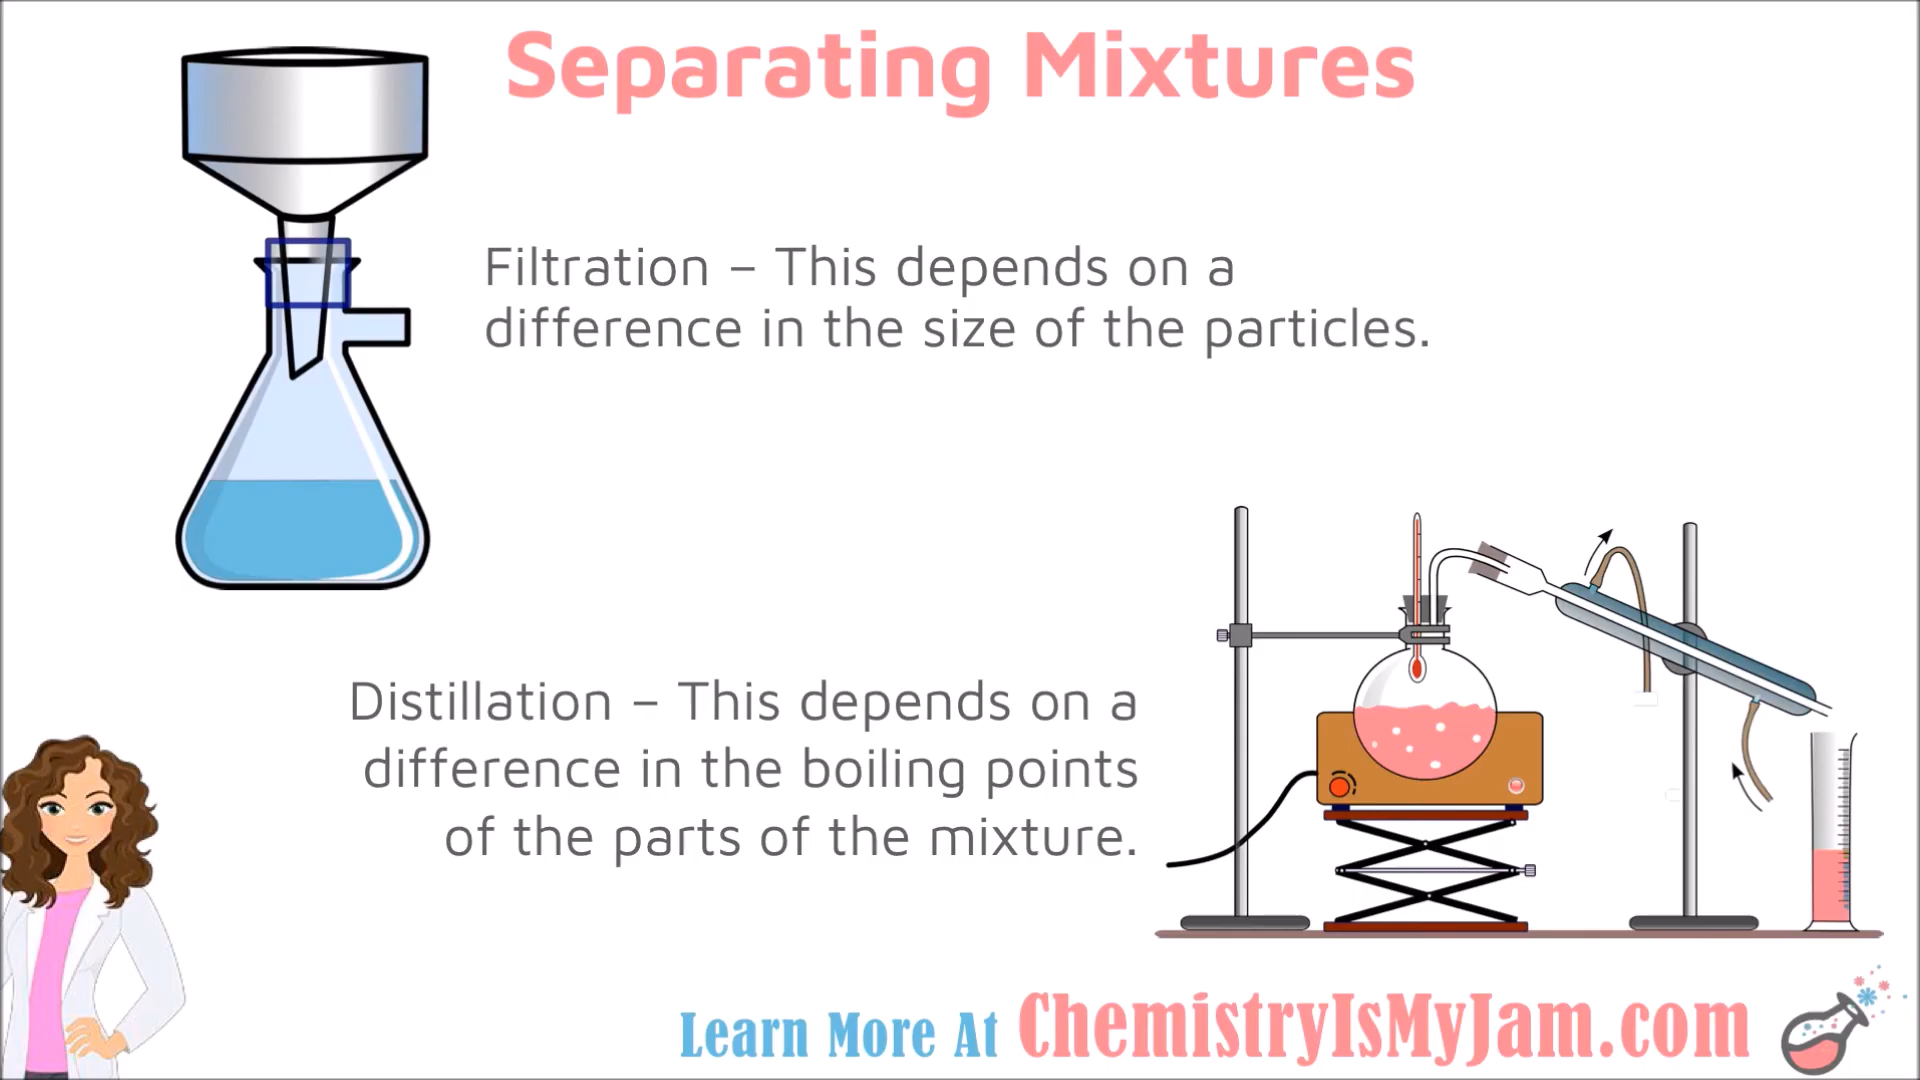 Separating Mixtures
Filtration – This depends on a
difference in the size of the particles.
Distillation – This depends on a
difference in the boiling points
of the parts of the mixture.
Learn More At ChemistryIsMyJam.com